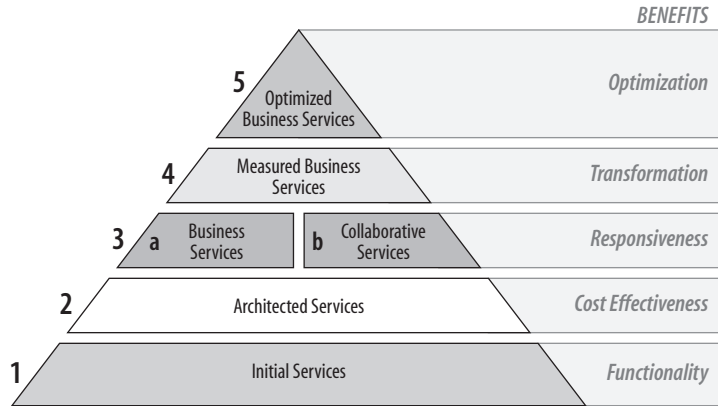 BENEFITS
5
Optimized
Business Services
Optimization
4
Measured Business
Services
Transformation
3
a
Business
Services
b
Collaborative
Services
Responsiveness
2
Architected Services
Cost Effectiveness
1
Initial Services
Functionality